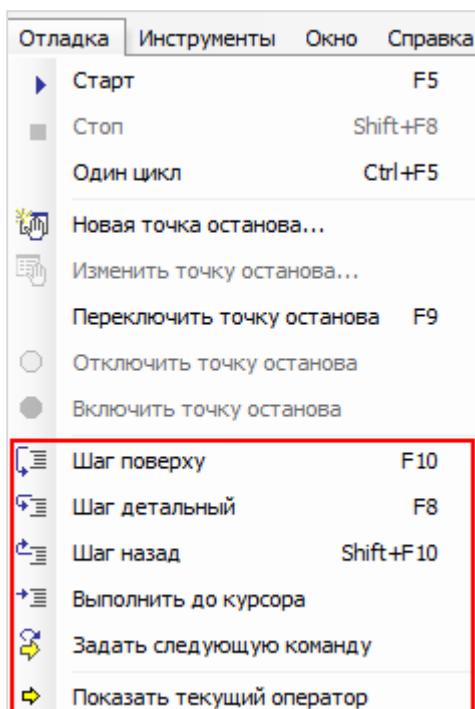 Отладка Инструменты Окно Справка
Старт F5
Стоп Shift+F8
Один цикл Ctrl+F5
Новая точка останова...
Изменить точку останова...
Переключить точку останова F9
Отключить точку останова
Включить точку останова
Шаг поверху F10
Шаг детальный F8
Шаг назад Shift+F10
Выполнить до курсора
Задать следующую команду
Показать текущий оператор